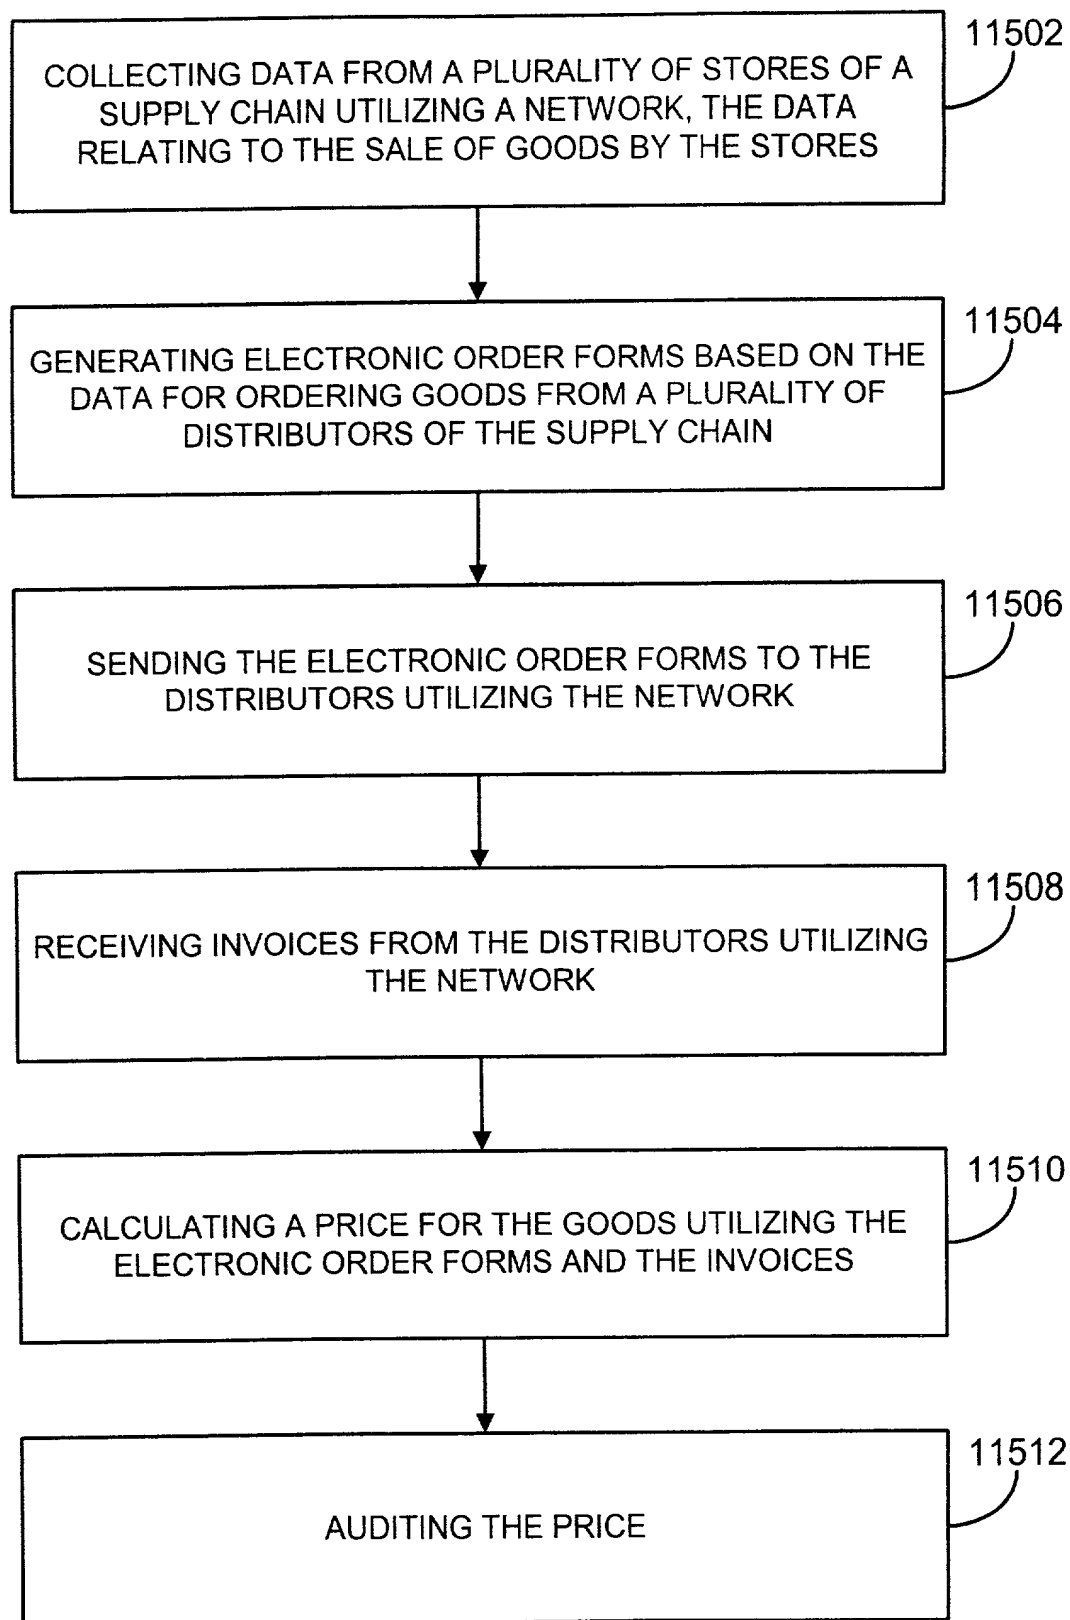 11502
COLLECTING DATA FROM A PLURALITY OF STORES OF A
SUPPLY CHAIN UTILIZING A NETWORK, THE DATA
RELATING TO THE SALE OF GOODS BY THE STORES
11504
GENERATING ELECTRONIC ORDER FORMS BASED ON THE
DATA FOR ORDERING GOODS FROM A PLURALITY OF
DISTRIBUTORS OF THE SUPPLY CHAIN
11506
SENDING THE ELECTRONIC ORDER FORMS TO THE
DISTRIBUTORS UTILIZING THE NETWORK
11508
RECEIVING INVOICES FROM THE DISTRIBUTORS UTILIZING
THE NETWORK
11510
CALCULATING A PRICE FOR THE GOODS UTILIZING THE
ELECTRONIC ORDER FORMS AND THE INVOICES
11512
AUDITING THE PRICE